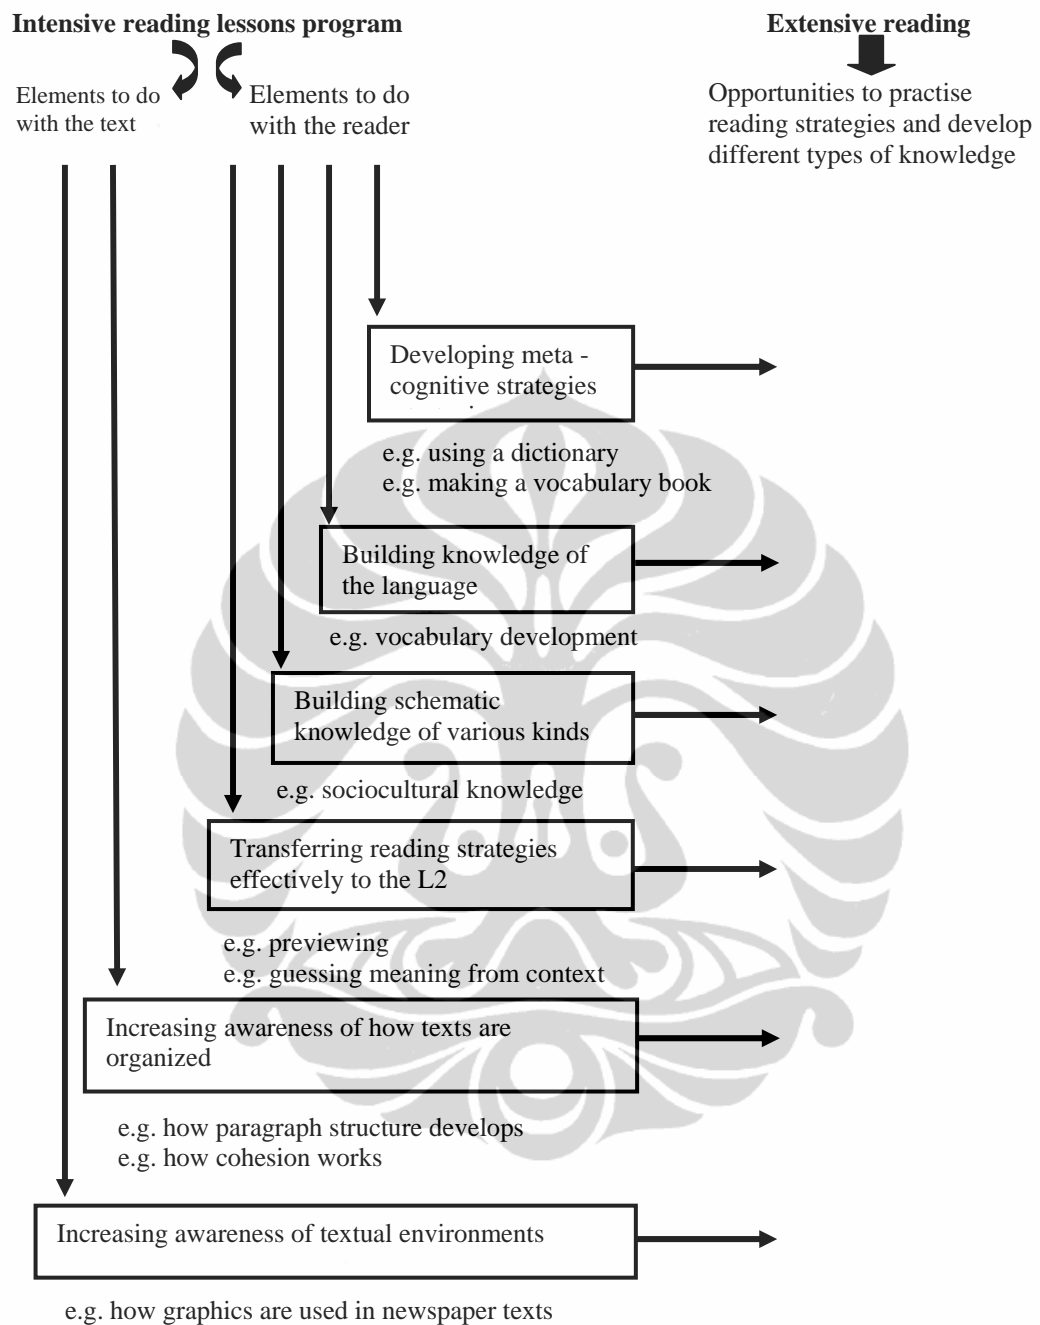 Intensive reading lessons program
Extensive reading
Elements to do
with the text
Elements to do
with the reader
Opportunities to practise
reading strategies and develop
different types of knowledge
Developing meta -
cognitive strategies
e.g. using a dictionary
e.g. making a vocabulary book
Building knowledge of
the language
e.g. vocabulary development
Building schematic
knowledge of various kinds
e.g. sociocultural knowledge
Transferring reading strategies
effectively to the L2
e.g. previewing
e.g. guessing meaning from context
Increasing awareness of how texts are
organized
e.g. how paragraph structure develops
e.g. how cohesion works
Increasing awareness of textual environments
e.g. how graphics are used in newspaper texts